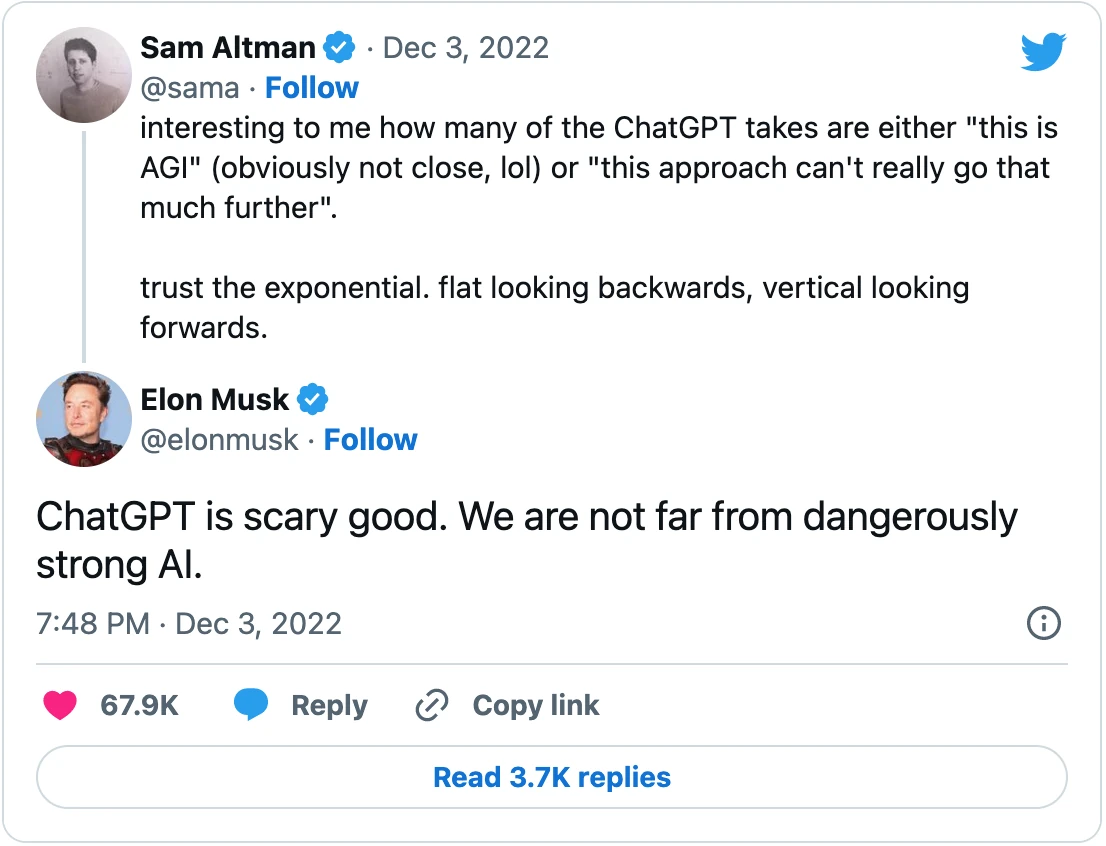 Sam Altman · Dec 3, 2022
@sama · Follow
interesting to me how many of the ChatGPT takes are either "this is
AGI" (obviously not close, lol) or "this approach can't really go that
much further".
trust the exponential. flat looking backwards, vertical looking
forwards.
Elon Musk
@elonmusk · Follow
ChatGPT is scary good. We are not far from dangerously
strong AI.
7:48 PM · Dec 3, 2022
67.9K Reply Copy link
Read 3.7K replies